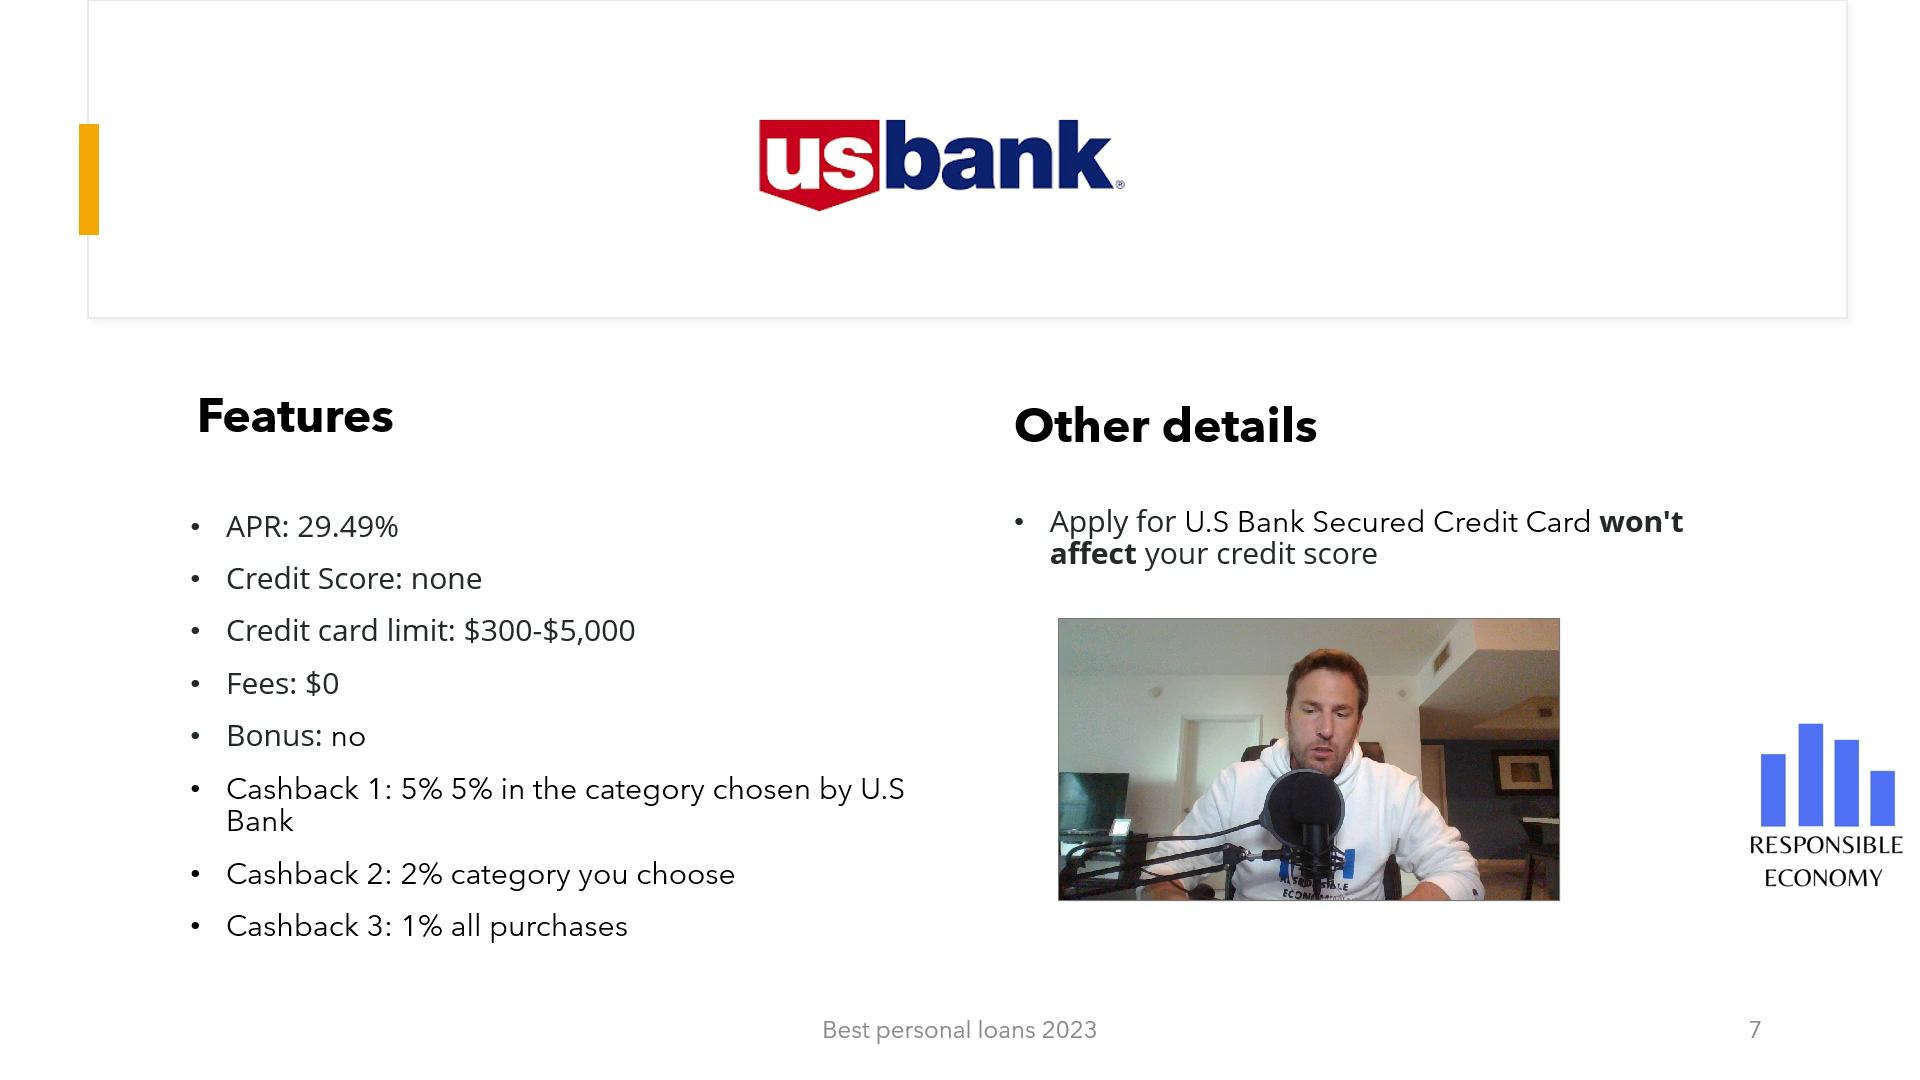 usbank®
Features
• APR: 29.49%
• Credit Score: none
• Credit card limit: $300-$5,000
• Fees: $0
• Bonus: no
• Cashback 1: 5% 5% in the category chosen by U.S
Bank
• Cashback 2: 2% category you choose
• Cashback 3: 1% all purchases
Other details
• Apply for U.S Bank Secured Credit Card won't
affect your credit score
RESPONSIBLE
ECONOMY
Best personal loans 2023
7